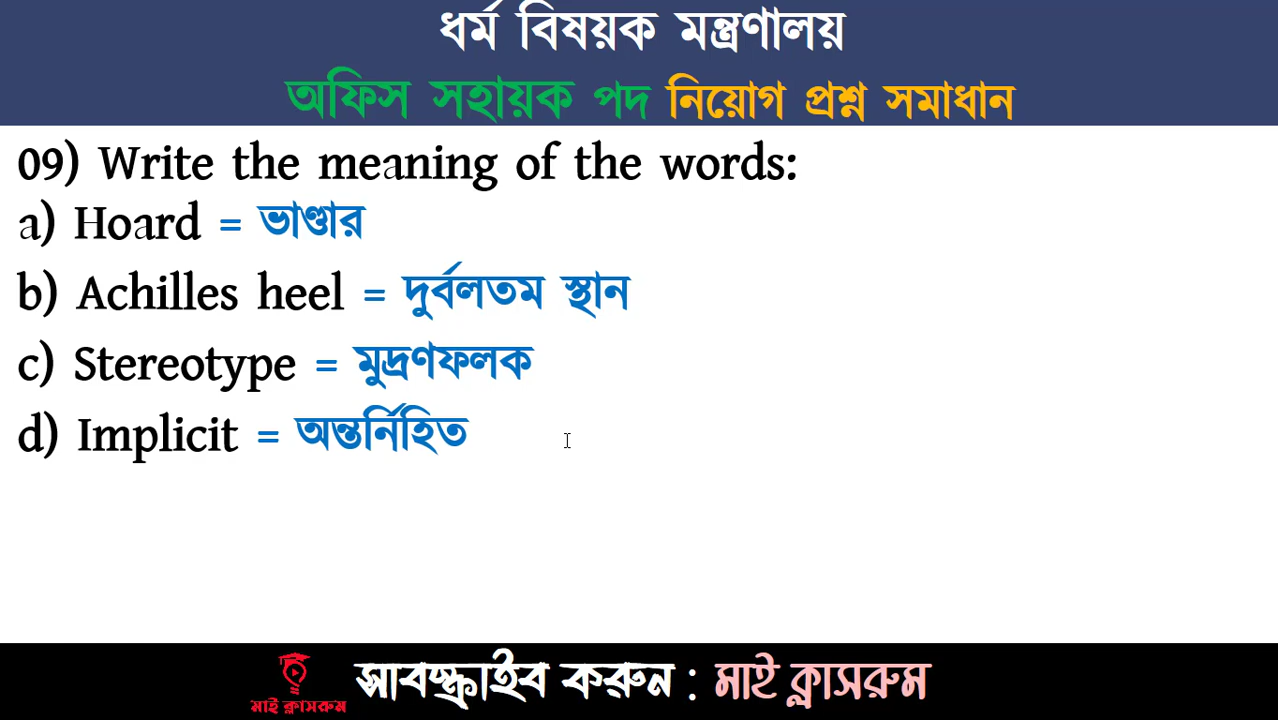 ধর্ম বিষয়ক মন্ত্রণালয়
অফিস সহায়ক পদ নিয়োগ প্রশ্ন সমাধান
09) Write the meaning of the words:
a) Hoard = ভাণ্ডার
b) Achilles heel = দুর্বলতম স্থান
c) Stereotype = মুদ্রণফলক
d) Implicit = অন্তর্নিহিত
মাই ক্লাসরুম
সাবস্ক্রাইব করুন : মাই ক্লাসরুম